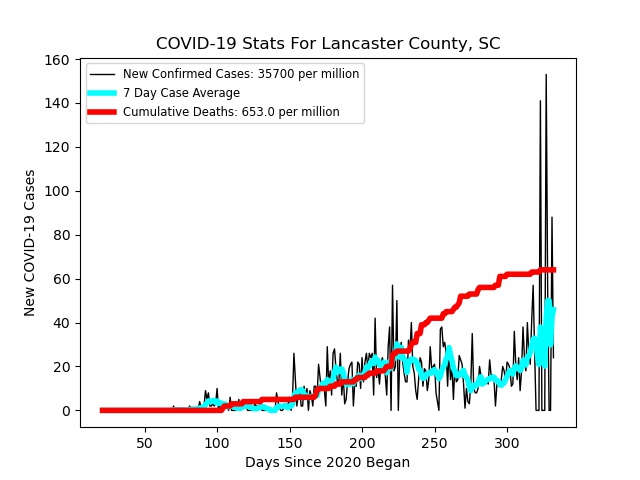 COVID-19 Stats For Lancaster County, SC
New Confirmed Cases: 35700 per million
7 Day Case Average
Cumulative Deaths: 653.0 per million
New COVID-19 Cases
160
140
120
100
80
60
40
20
0
50 100 150 200 250 300
Days Since 2020 Began